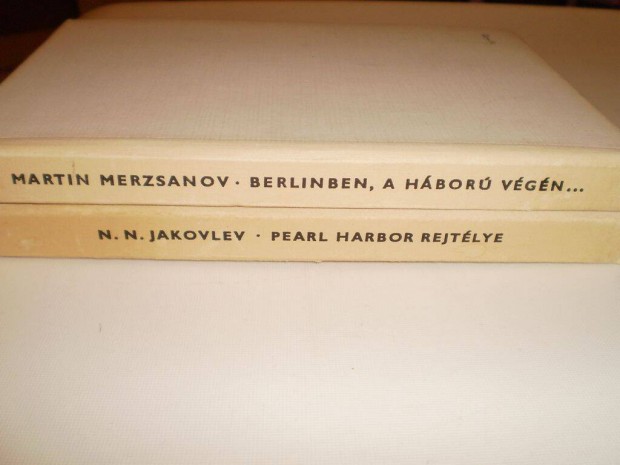 MARTIN MERZSANOV · BERLINBEN, A HÁBORÚ VÉGÉN...
N. N. JAKOVLEV · PEARL HARBOR REJTÉLYE